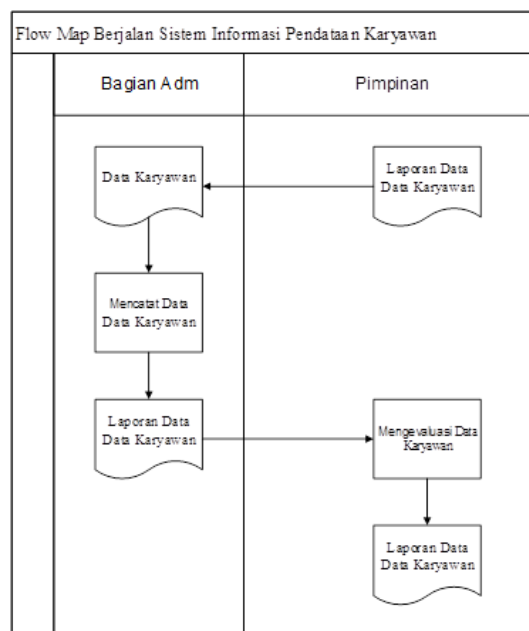 Flow Map Berjalan Sistem Informasi Pendataan Karyawan
Bagian Adm
Pimpinan
Data Karyawan
Laporan Data
Data Karyawan
Mencatat Data
Data Karyawan
Laporan Data
Data Karyawan
Mengevaluasi Data
Karyawan
Laporan Data
Data Karyawan